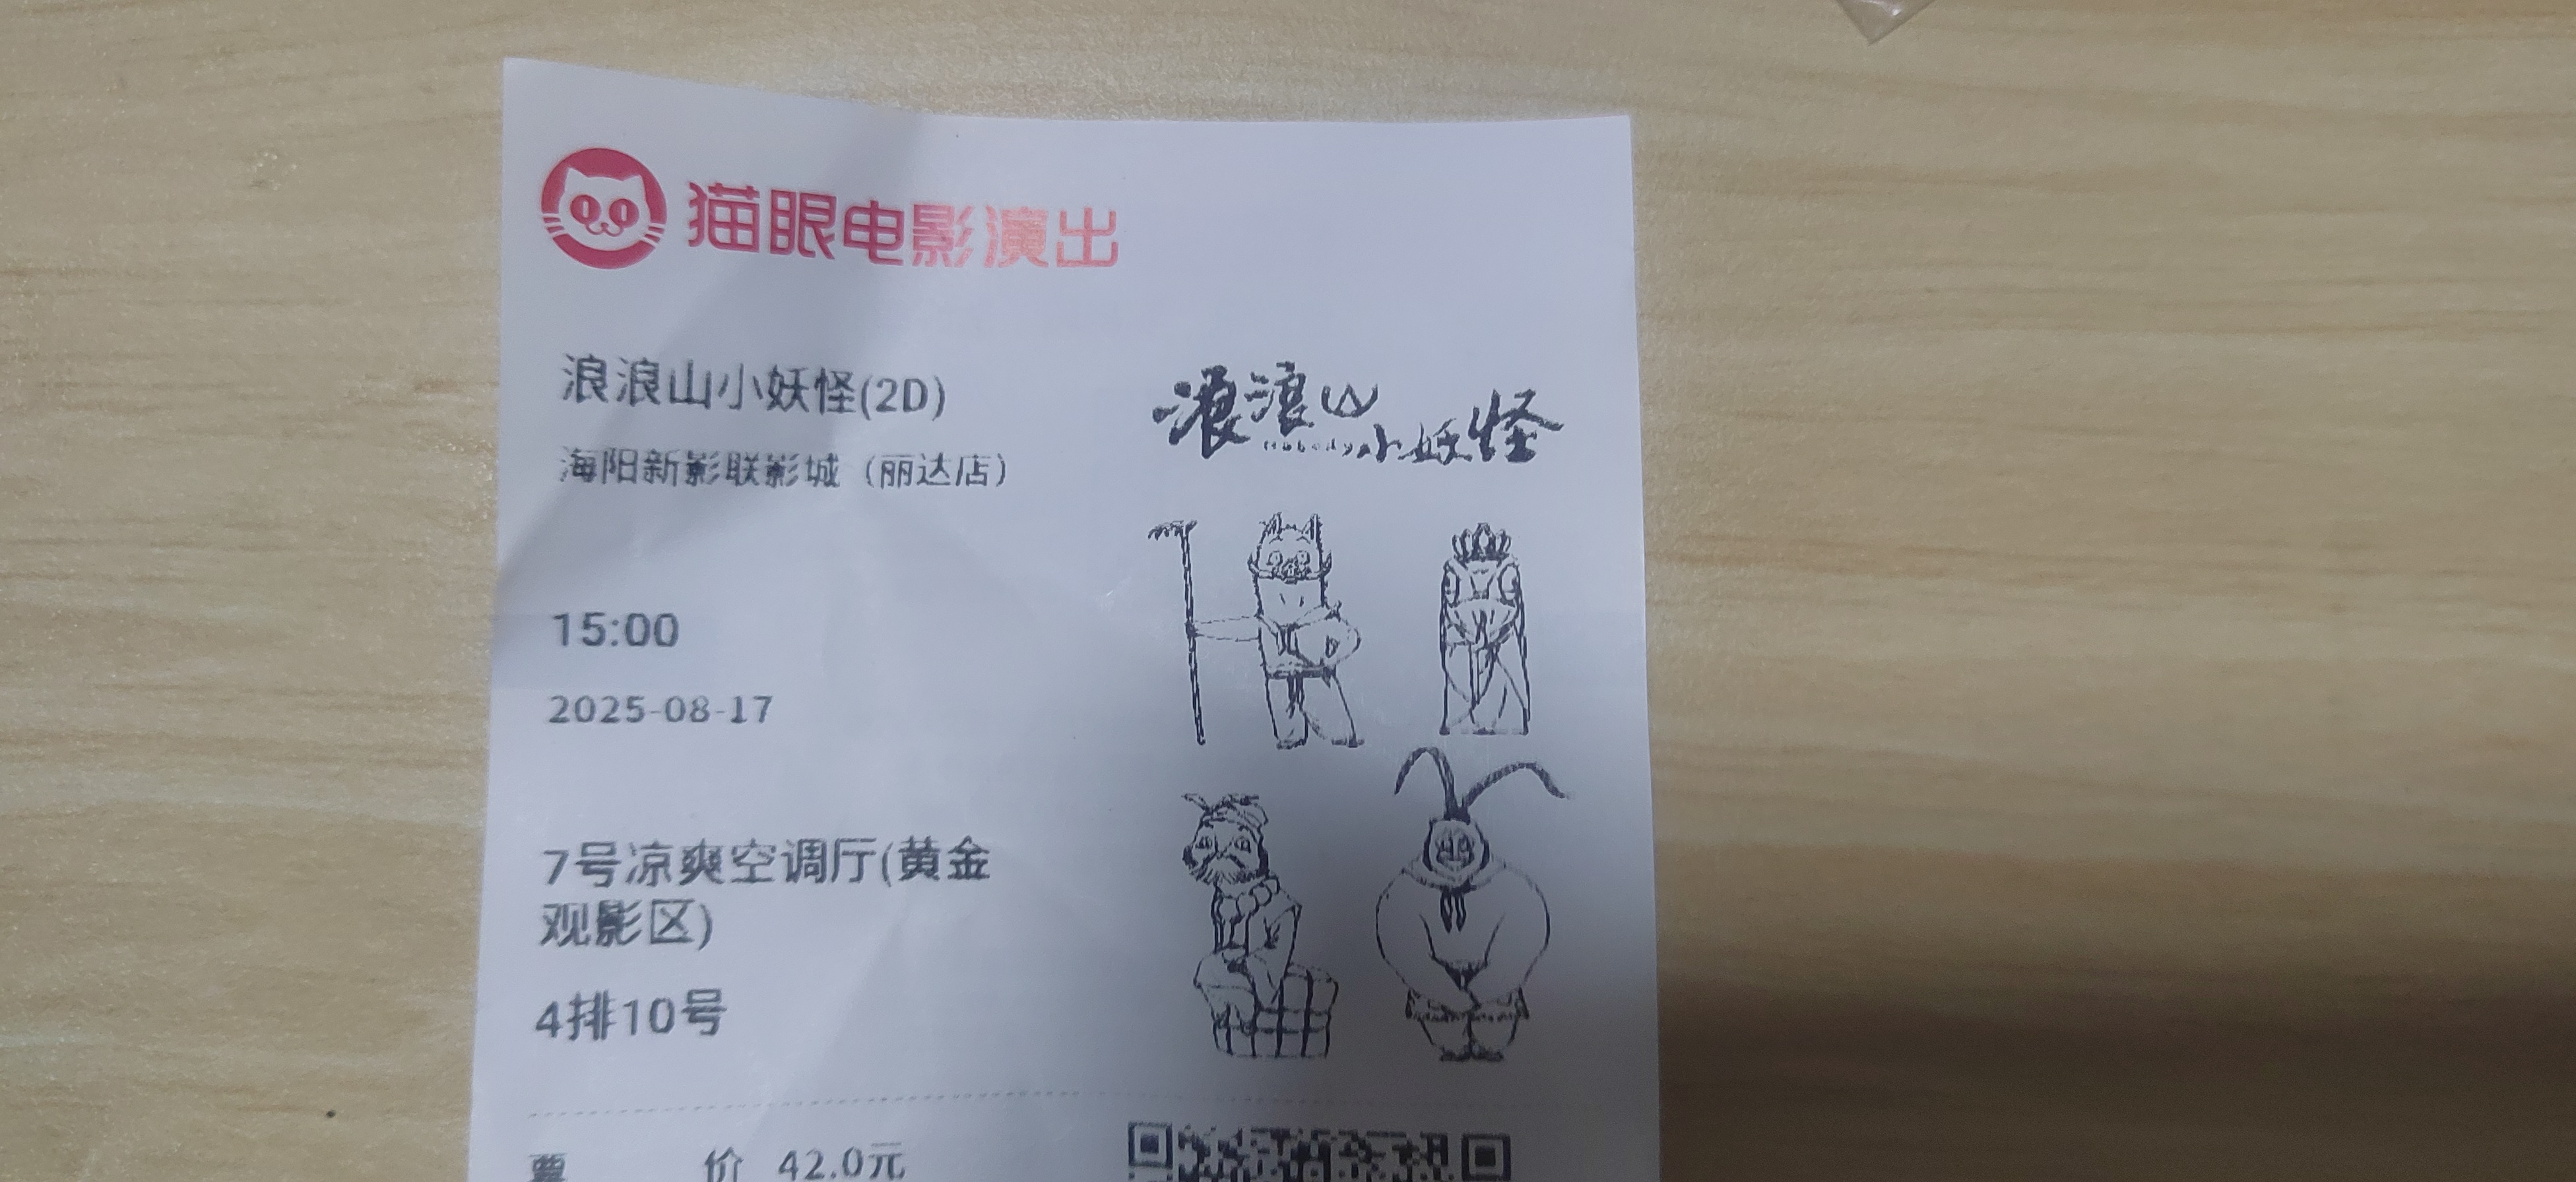 猫眼电影演出
浪浪山小妖怪(2D)
海阳新影联影城（丽达店）
浪浪山
Nobody
小妖怪
15:00
2025-08-17
7号凉爽空调厅(黄金
观影区)
4排10号
票 价 42.0元